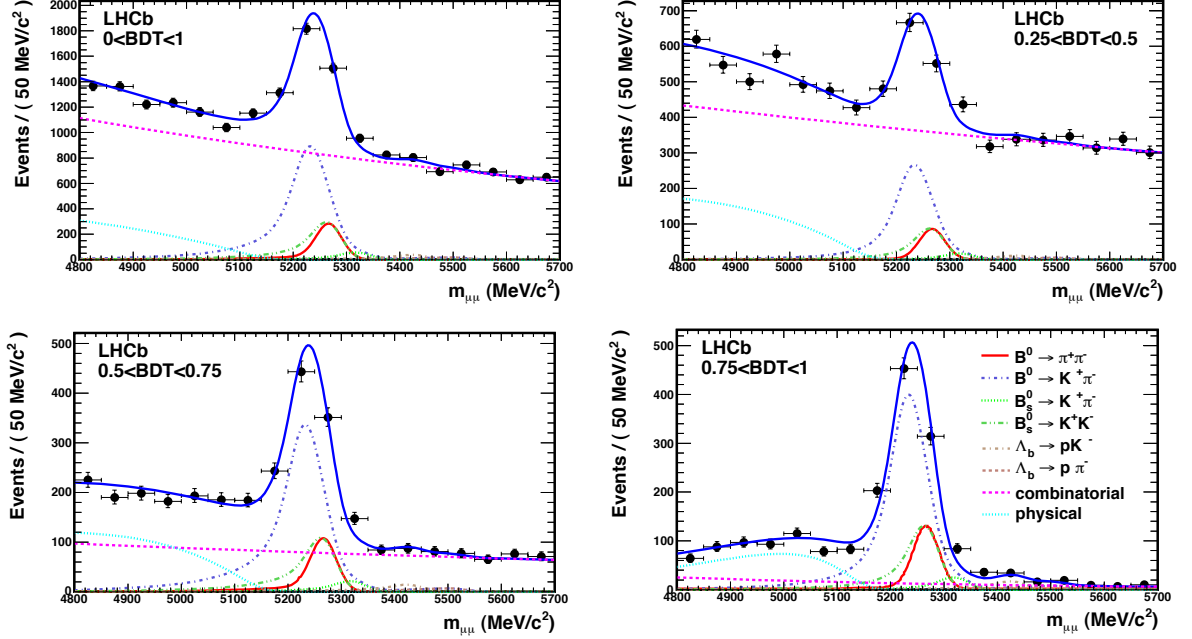 LHCb
0<BDT<1
Events / ( 50 MeV/c²)
2000
1800
1600
1400
1200
1000
800
600
400
200
0
4800 4900 5000 5100 5200 5300 5400 5500 5600 5700
m_μμ (MeV/c²)
LHCb
0.25<BDT<0.5
Events / ( 50 MeV/c²)
700
600
500
400
300
200
100
0
4800 4900 5000 5100 5200 5300 5400 5500 5600 5700
m_μμ (MeV/c²)
LHCb
0.5<BDT<0.75
Events / ( 50 MeV/c²)
500
400
300
200
100
0
4800 4900 5000 5100 5200 5300 5400 5500 5600 5700
m_μμ (MeV/c²)
LHCb
0.75<BDT<1
Events / ( 50 MeV/c²)
500
400
300
200
100
0
4800 4900 5000 5100 5200 5300 5400 5500 5600 5700
m_μμ (MeV/c²)
B⁰ → π⁺π⁻
B⁰ → K ⁺π⁻
B⁰_s → K ⁺π⁻
B⁰_s → K⁺K⁻
Λ_b → pK ⁻
Λ_b → p π⁻
combinatorial
physical